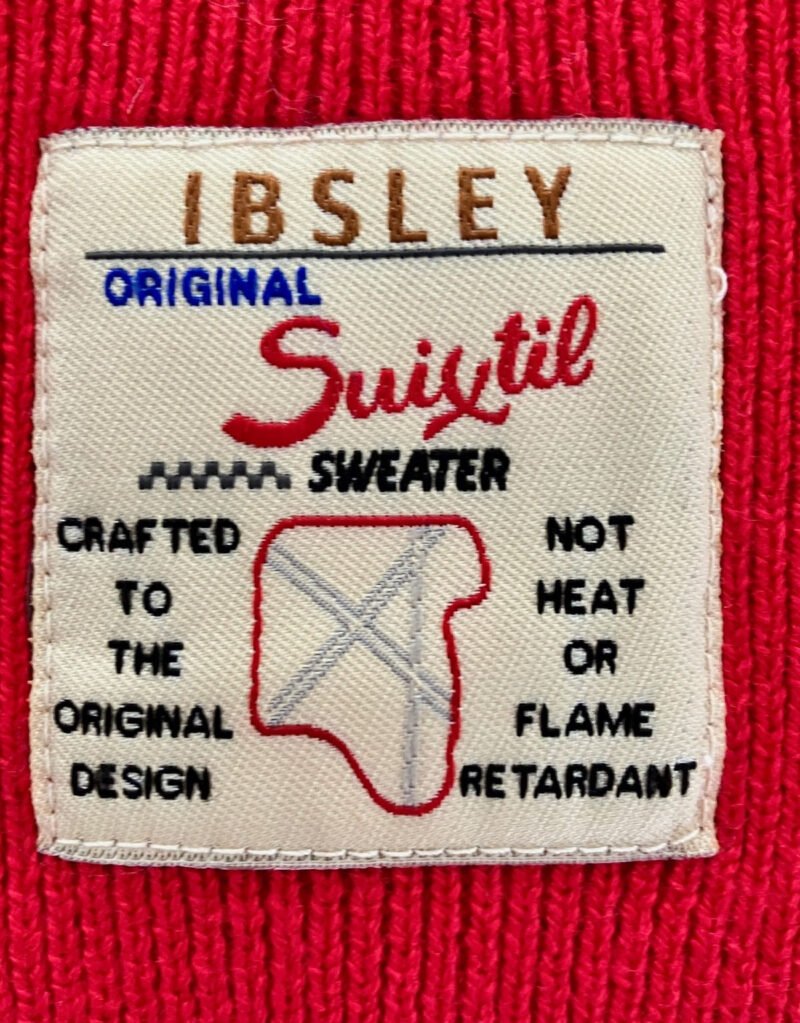 IBSLEY
ORIGINAL
Suixtil
SWEATER
CRAFTED
TO
THE
ORIGINAL
DESIGN
NOT
HEAT
OR
FLAME
RETARDANT